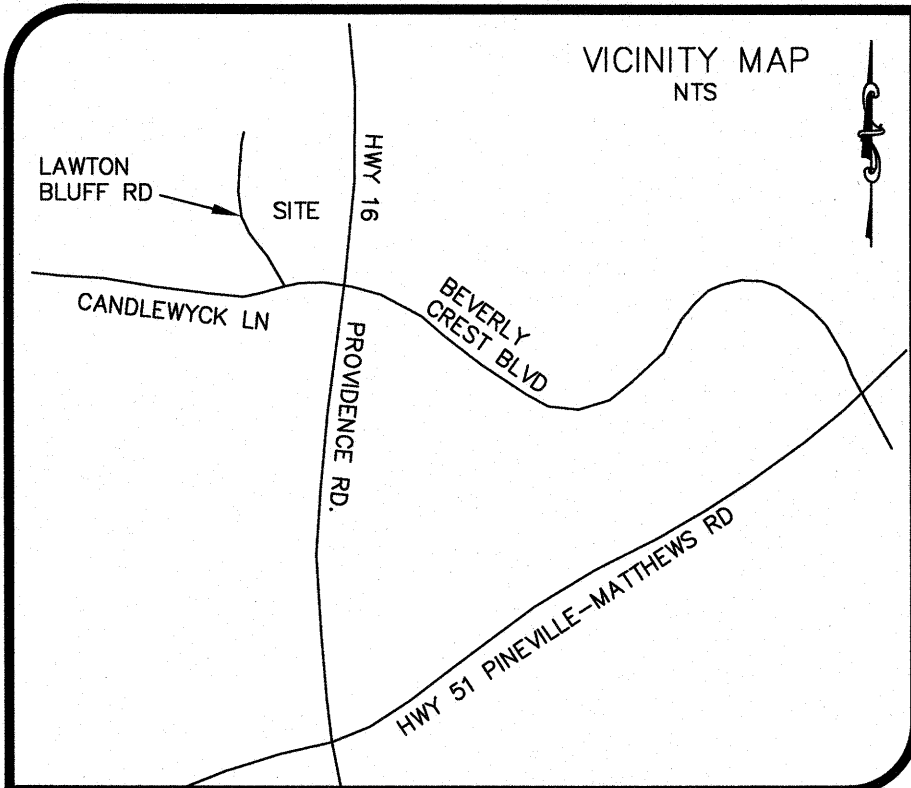 VICINITY MAP
NTS
LAWTON
BLUFF RD
SITE
HWY 16
CANDLEWYCK LN
BEVERLY
CREST BLVD
PROVIDENCE RD.
HWY 51 PINEVILLE-MATTHEWS RD